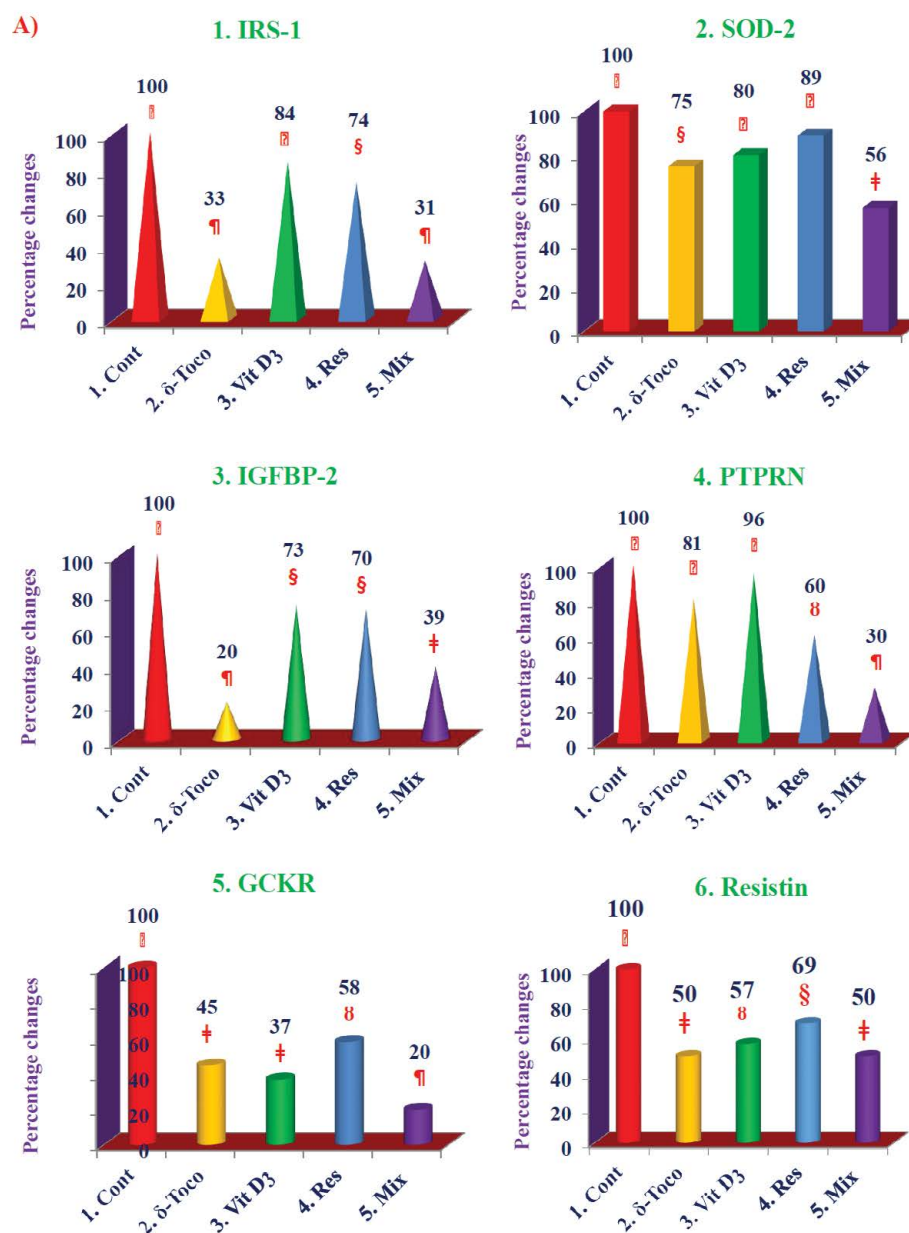 A)
1. IRS-1
100
84
74
33
31
§
¶
¶
Percentage changes
100
80
60
40
20
0
1. Cont
2. δ-Toco
3. Vit D3
4. Res
5. Mix
2. SOD-2
100
75
80
89
56
§
ǂ
Percentage changes
100
80
60
40
20
0
1. Cont
2. δ-Toco
3. Vit D3
4. Res
5. Mix
3. IGFBP-2
100
20
73
70
39
¶
§
§
ǂ
Percentage changes
100
80
60
40
20
0
1. Cont
2. δ-Toco
3. Vit D3
4. Res
5. Mix
4. PTPRN
100
81
96
60
30
8
¶
Percentage changes
100
80
60
40
20
0
1. Cont
2. δ-Toco
3. Vit D3
4. Res
5. Mix
5. GCKR
100
45
37
58
20
ǂ
ǂ
8
¶
Percentage changes
100
80
60
40
20
0
1. Cont
2. δ-Toco
3. Vit D3
4. Res
5. Mix
6. Resistin
100
50
57
69
50
ǂ
8
§
ǂ
Percentage changes
100
80
60
40
20
0
1. Cont
2. δ-Toco
3. Vit D3
4. Res
5. Mix